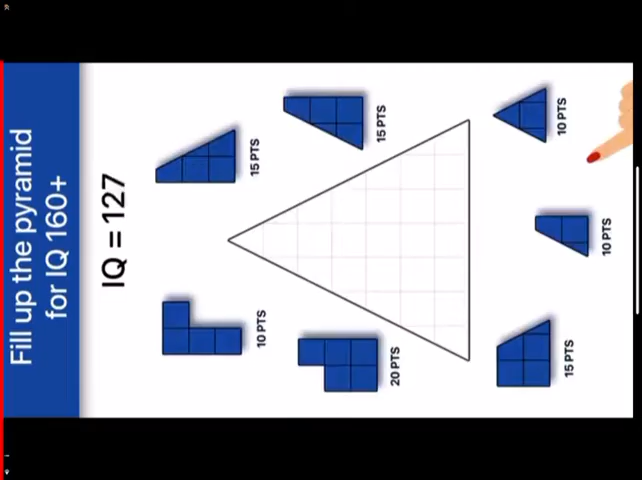 Fill up the pyramid
for IQ 160+
IQ = 127
10 PTS
15 PTS
20 PTS
15 PTS
15 PTS
10 PTS
10 PTS